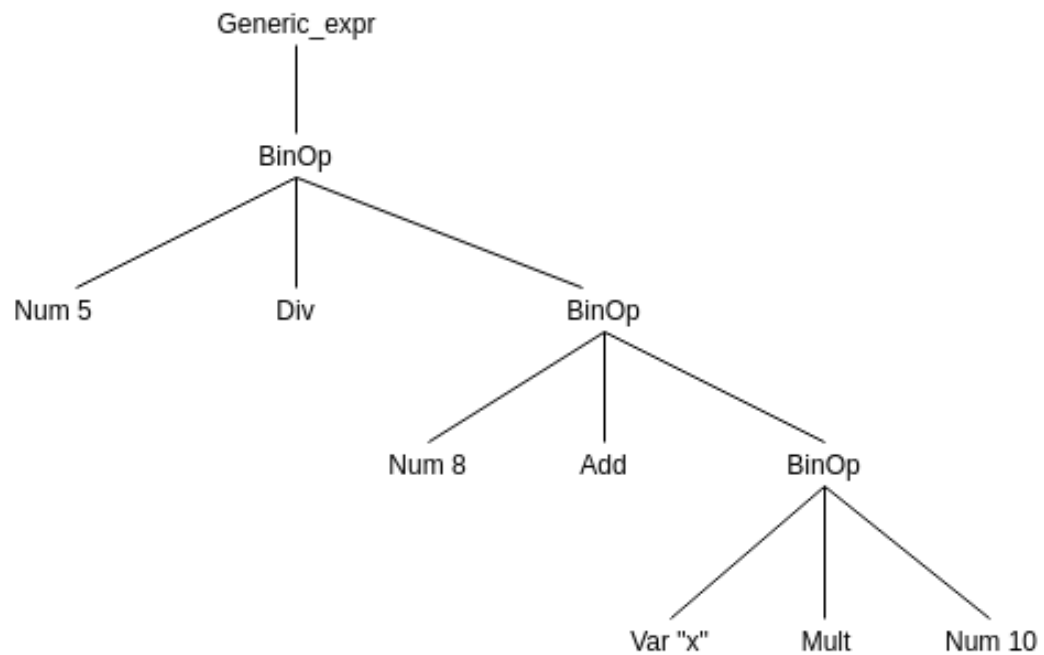 Generic_expr
BinOp
Num 5 Div BinOp
Num 8 Add BinOp
Var "x" Mult Num 10